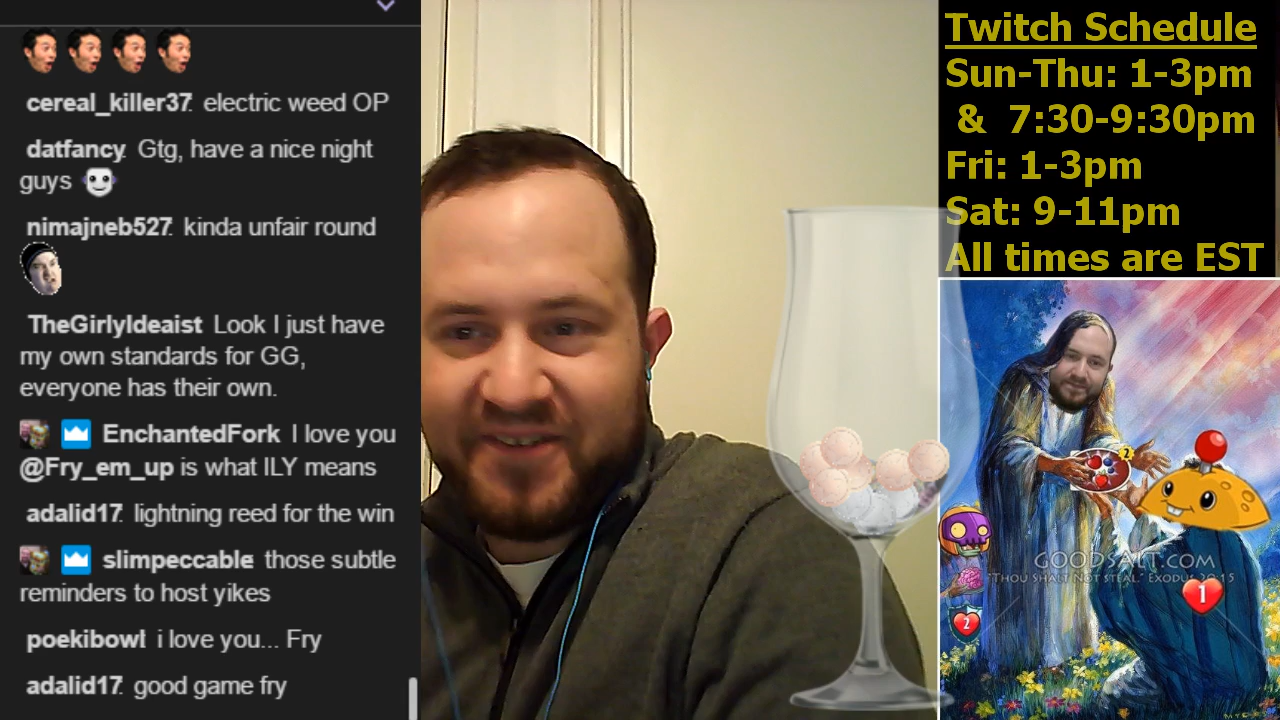 cereal_killer37: electric weed OP
datfancy: Gtg, have a nice night
guys
nimajneb527: kinda unfair round
TheGirlyIdeaist Look I just have
my own standards for GG,
everyone has their own.
EnchantedFork I love you
@Fry_em_up is what ILY means
adalid17: lightning reed for the win
slimpeccable: those subtle
reminders to host yikes
poekibowl: i love you... Fry
adalid17: good game fry
Twitch Schedule
Sun-Thu: 1-3pm
& 7:30-9:30pm
Fri: 1-3pm
Sat: 9-11pm
All times are EST
2
GOODSALT.COM
"THOU SHALT NOT STEAL." EXODUS 20:15
1
2